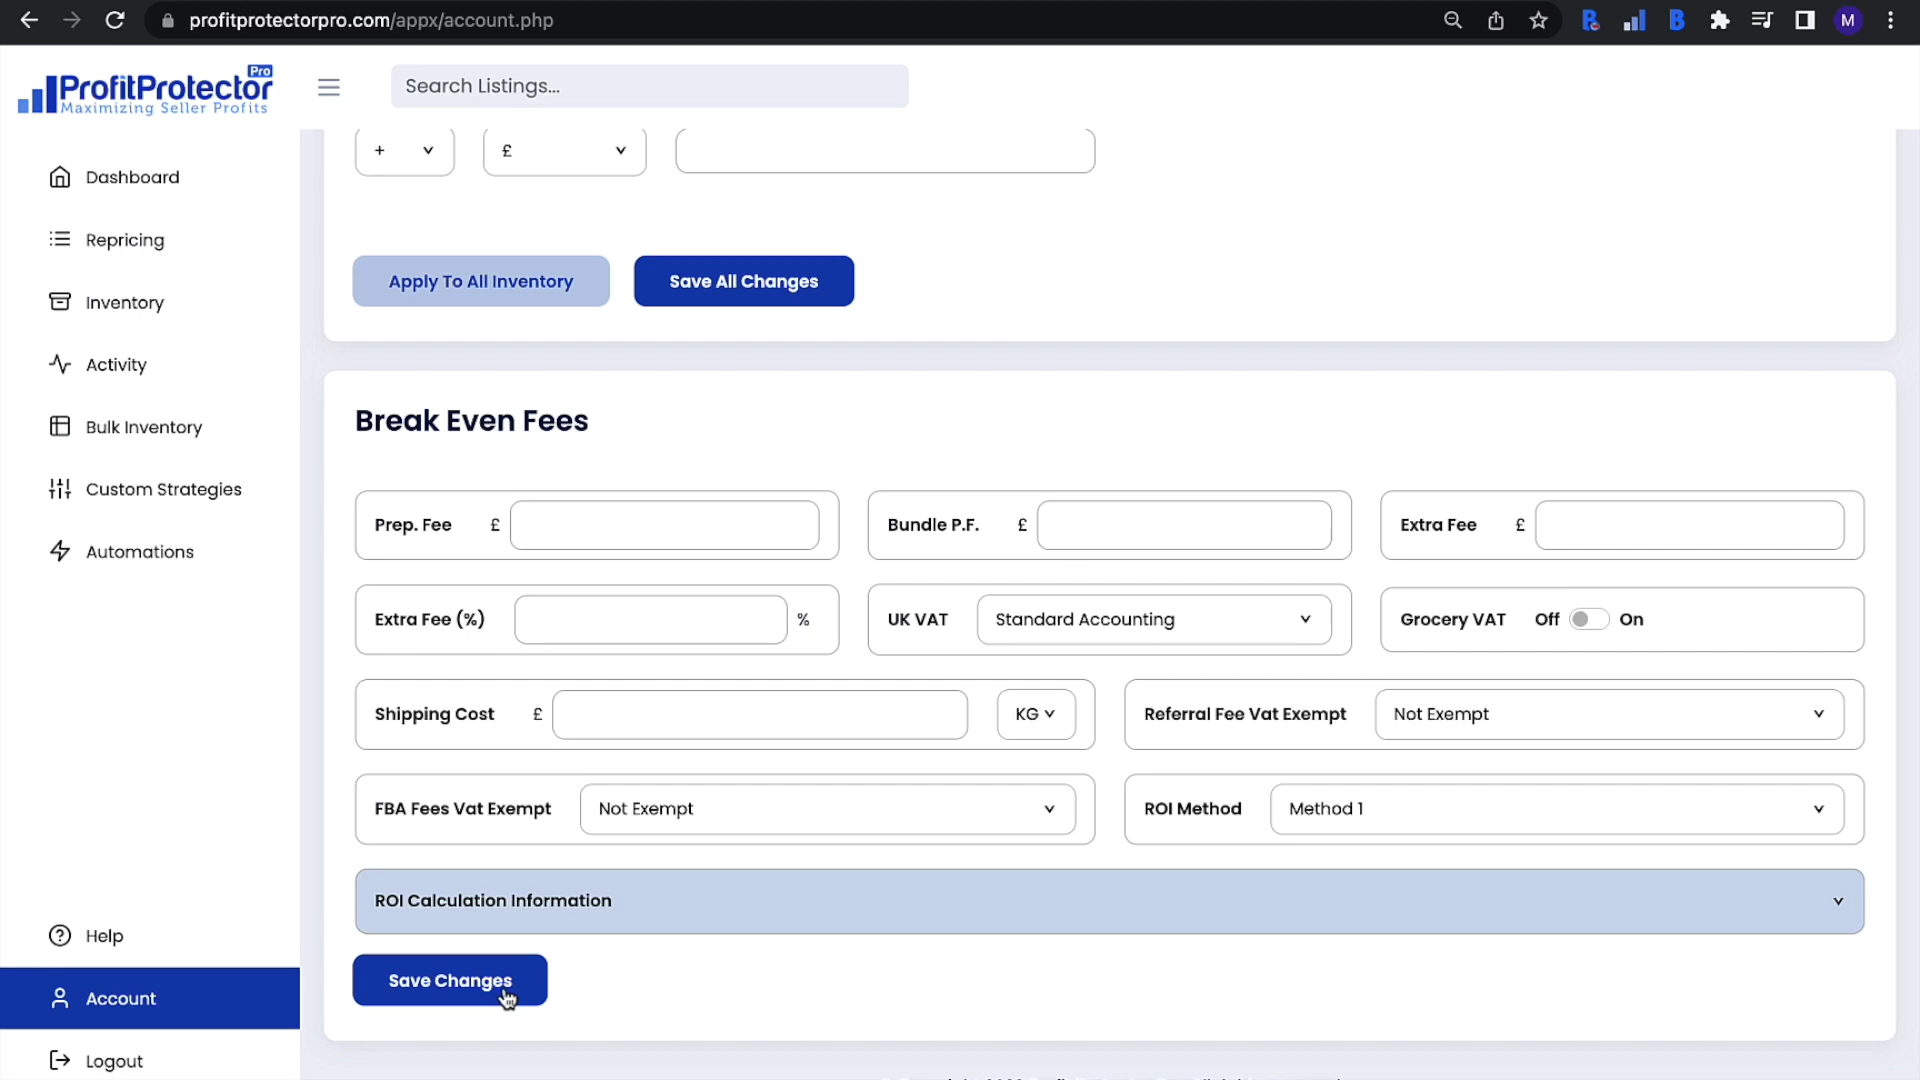 profitprotectorpro.com/appx/account.php
M
ProfitProtector Pro
Maximizing Seller Profits
Search Listings...
+
£
Dashboard
Repricing
Inventory
Activity
Bulk Inventory
Custom Strategies
Automations
Help
Account
Logout
Apply To All Inventory
Save All Changes
Break Even Fees
Prep. Fee £
Bundle P.F. £
Extra Fee £
Extra Fee (%) %
UK VAT Standard Accounting
Grocery VAT Off On
Shipping Cost £ KG
Referral Fee Vat Exempt Not Exempt
FBA Fees Vat Exempt Not Exempt
ROI Method Method 1
ROI Calculation Information
Save Changes